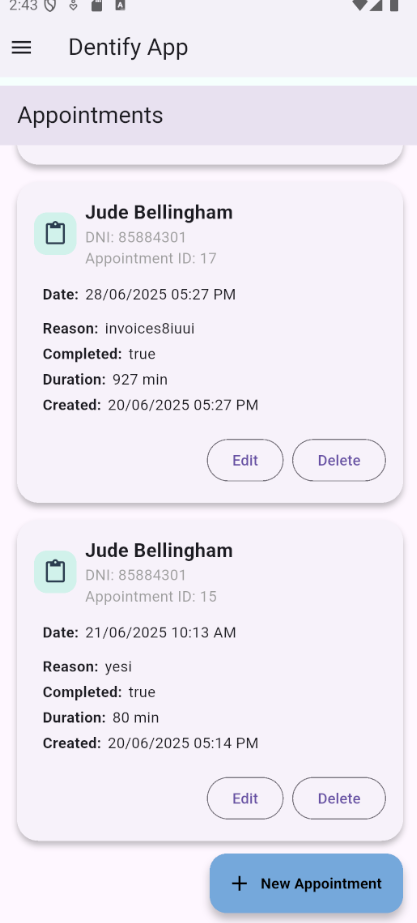 2:43
Dentify App
Appointments
Jude Bellingham
DNI: 85884301
Appointment ID: 17
Date: 28/06/2025 05:27 PM
Reason: invoices8iuui
Completed: true
Duration: 927 min
Created: 20/06/2025 05:27 PM
Edit Delete
Jude Bellingham
DNI: 85884301
Appointment ID: 15
Date: 21/06/2025 10:13 AM
Reason: yesi
Completed: true
Duration: 80 min
Created: 20/06/2025 05:14 PM
Edit Delete
+ New Appointment